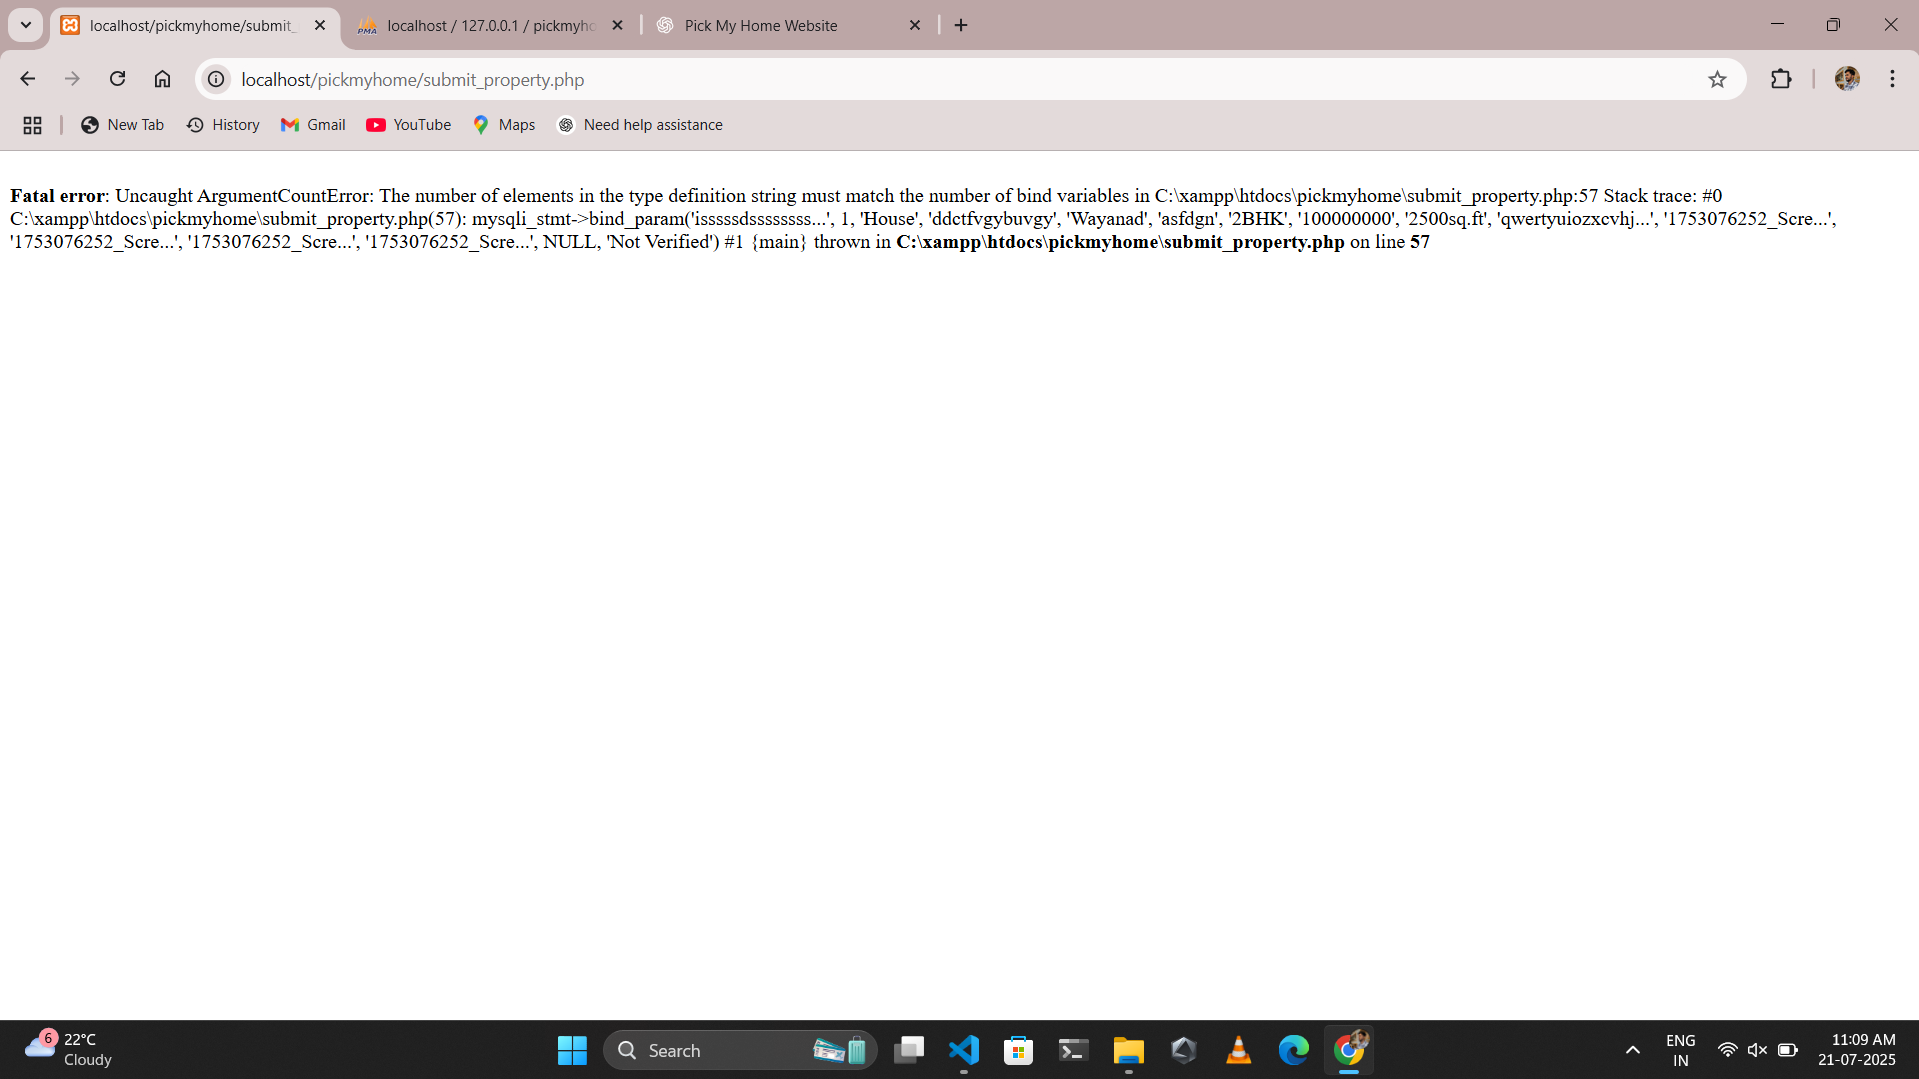 localhost/pickmyhome/submit_
localhost / 127.0.0.1 / pickmyho
Pick My Home Website
localhost/pickmyhome/submit_property.php
New Tab
History
Gmail
YouTube
Maps
Need help assistance
Fatal error: Uncaught ArgumentCountError: The number of elements in the type definition string must match the number of bind variables in C:\xampp\htdocs\pickmyhome\submit_property.php:57 Stack trace: #0
C:\xampp\htdocs\pickmyhome\submit_property.php(57): mysqli_stmt->bind_param('isssssdssssssss...', 1, 'House', 'ddctfvgybuvgy', 'Wayanad', 'asfdgn', '2BHK', '100000000', '2500sq.ft', 'qwertyuiozxcvhj...', '1753076252_Scre...',
'1753076252_Scre...', '1753076252_Scre...', '1753076252_Scre...', NULL, 'Not Verified') #1 {main} thrown in C:\xampp\htdocs\pickmyhome\submit_property.php on line 57
6
22°C
Cloudy
Search
ENG
IN
11:09 AM
21-07-2025